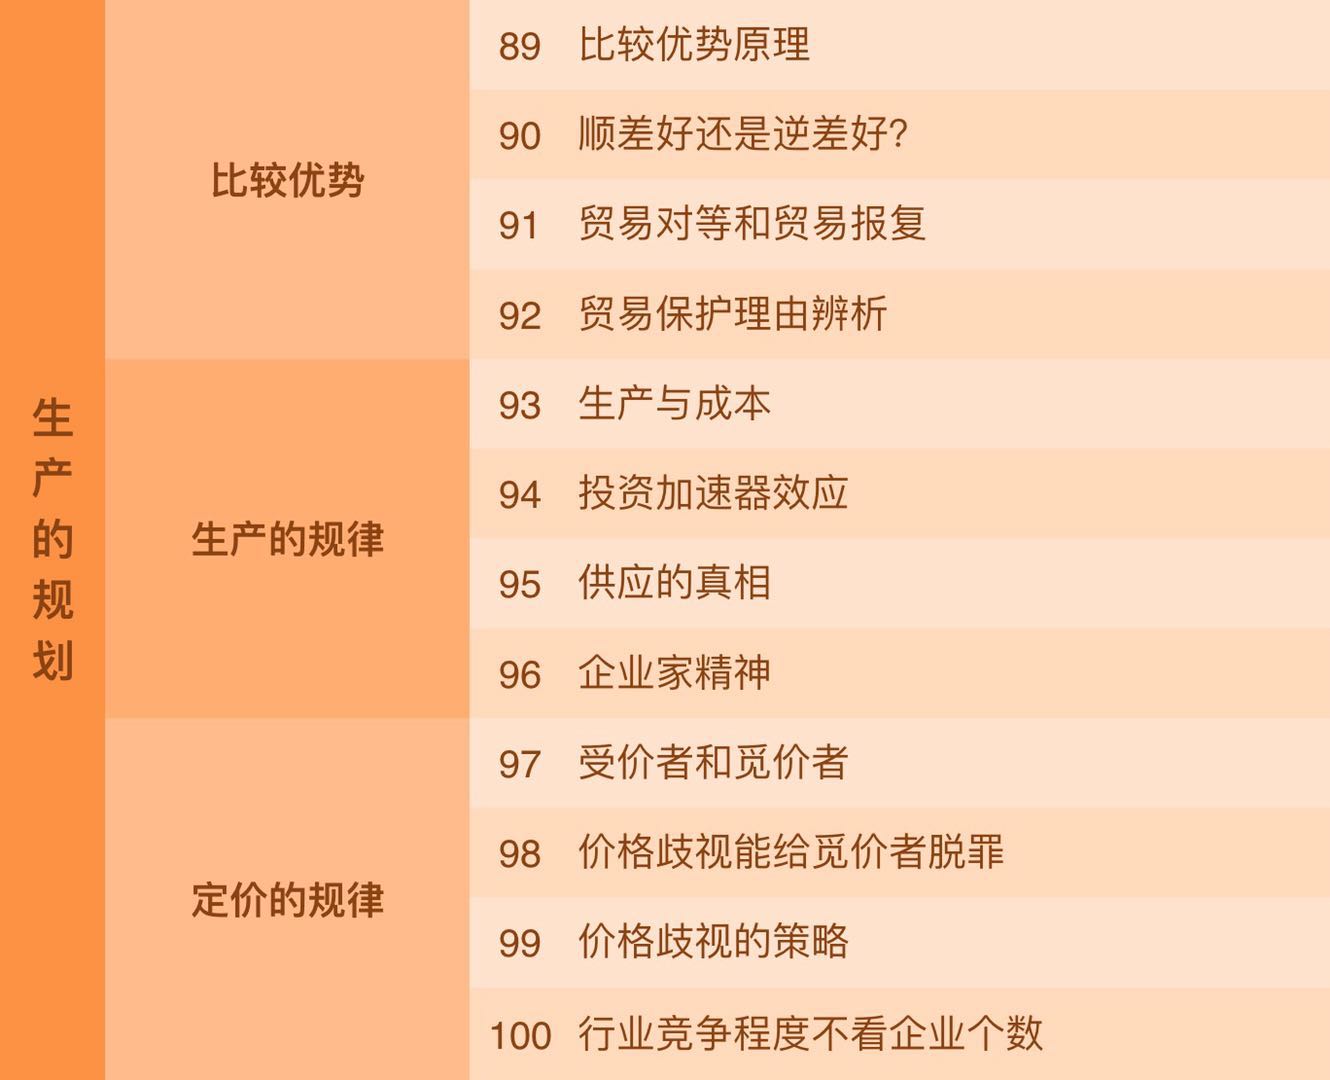 生产的规划
比较优势
89 比较优势原理
90 顺差好还是逆差好?
91 贸易对等和贸易报复
92 贸易保护理由辨析
生产的规律
93 生产与成本
94 投资加速器效应
95 供应的真相
96 企业家精神
定价的规律
97 受价者和觅价者
98 价格歧视能给觅价者脱罪
99 价格歧视的策略
100 行业竞争程度不看企业个数